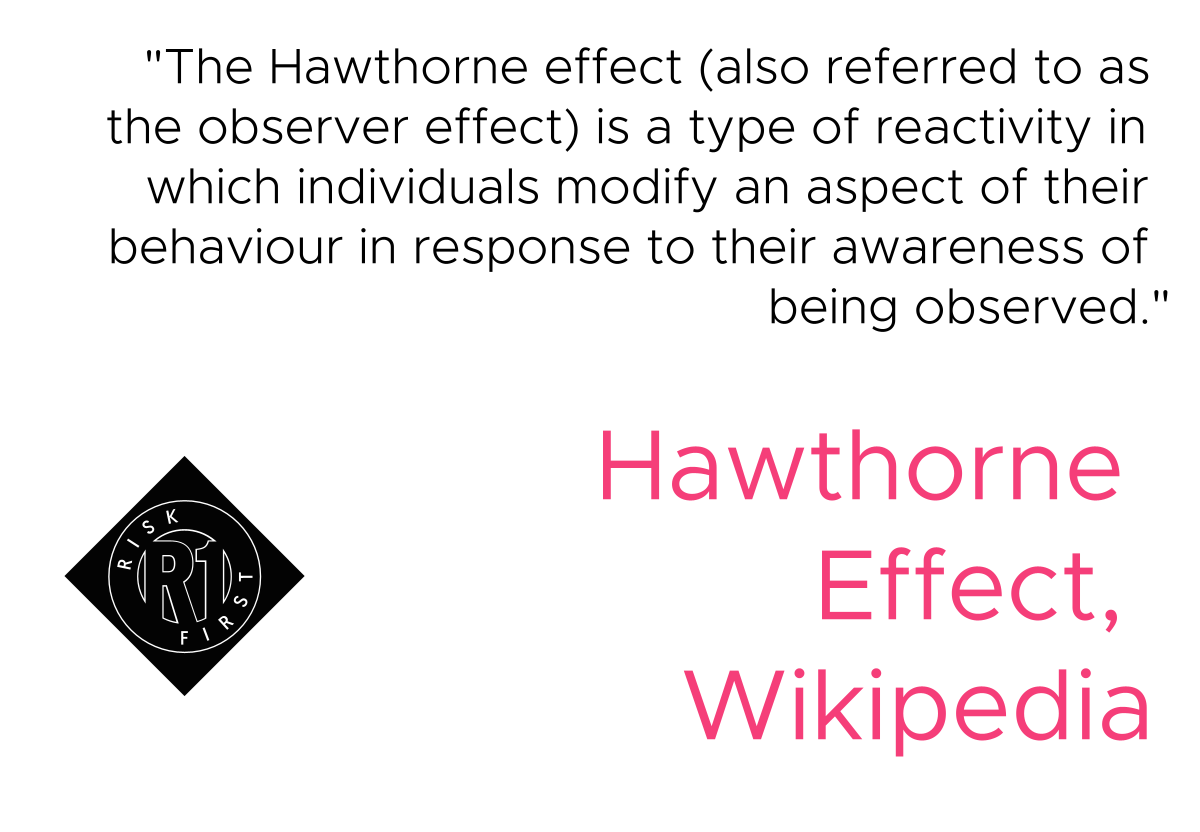 "The Hawthorne effect (also referred to as
the observer effect) is a type of reactivity in
which individuals modify an aspect of their
behaviour in response to their awareness of
being observed."
Hawthorne
Effect,
Wikipedia
RISK
R1
FIRST